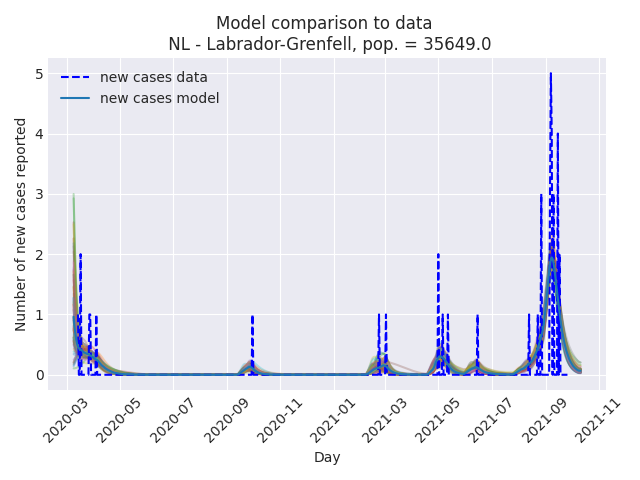 Model comparison to data
NL - Labrador-Grenfell, pop. = 35649.0
new cases data
new cases model
Number of new cases reported
5
4
3
2
1
0
2020-03
2020-05
2020-07
2020-09
2020-11
2021-01
2021-03
2021-05
2021-07
2021-09
2021-11
Day